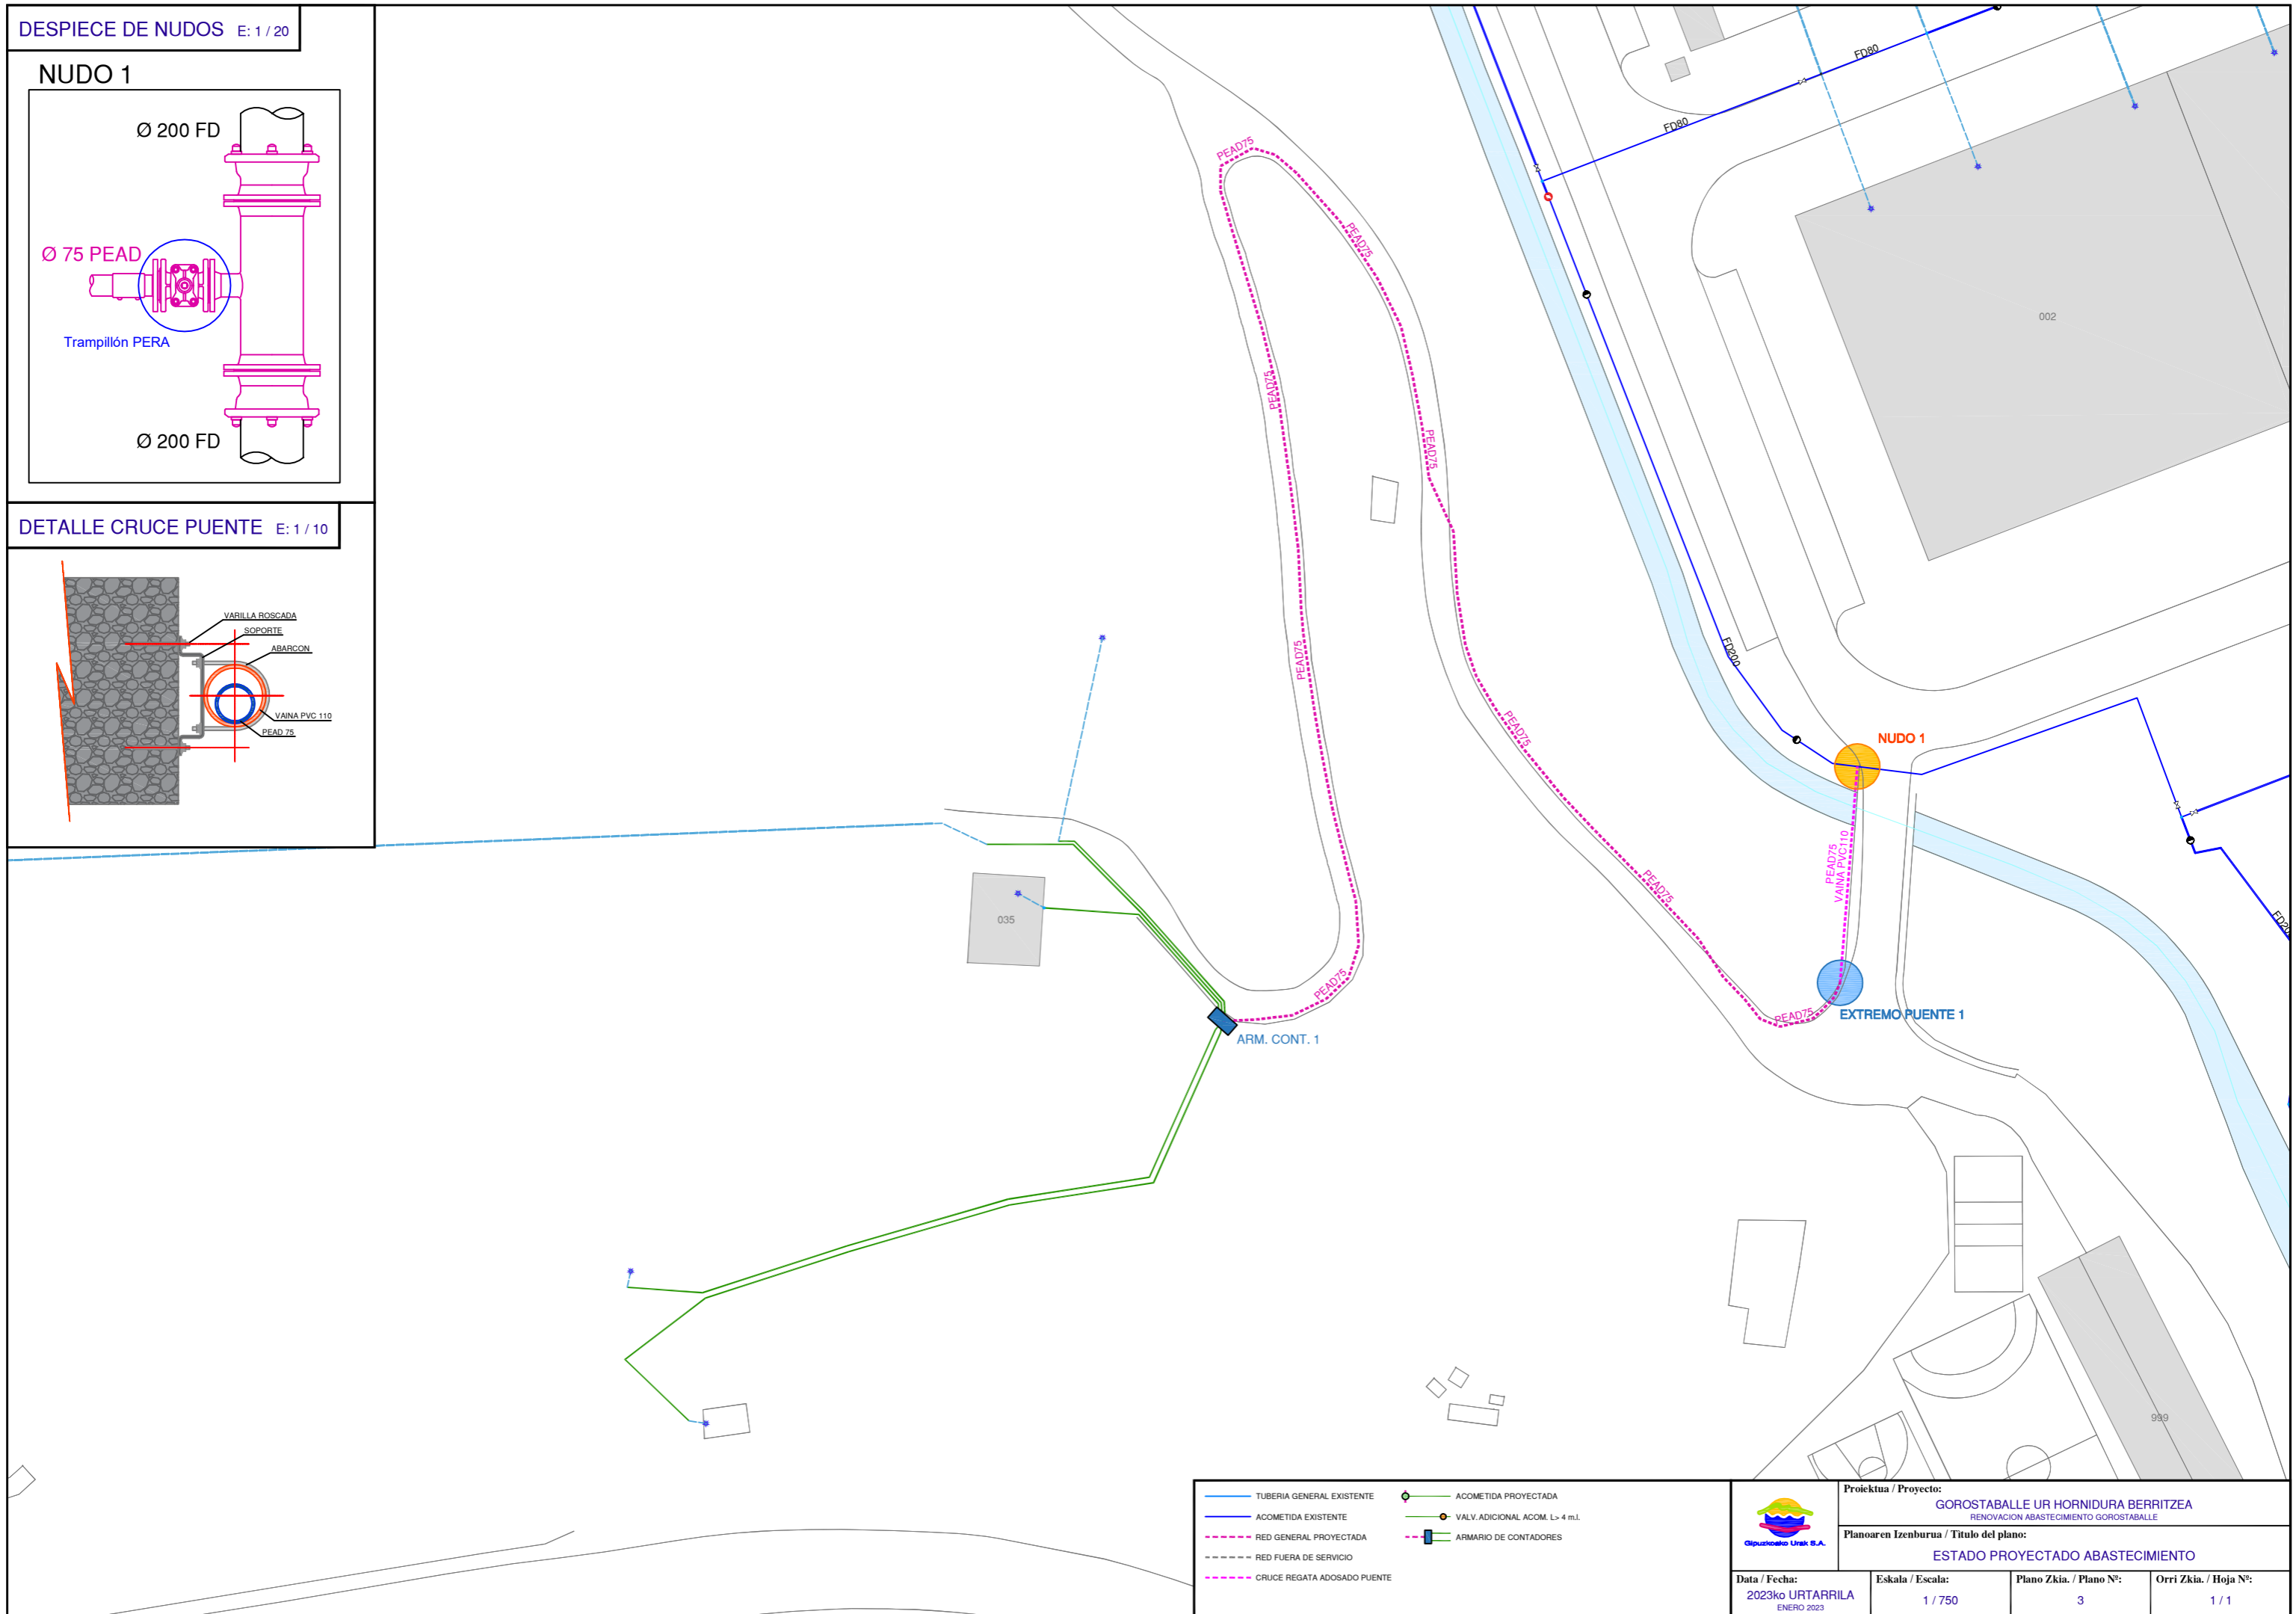 DESPIECE DE NUDOS E: 1 / 20
NUDO 1
Ø 200 FD
Ø 75 PEAD
Trampillón PERA
Ø 200 FD
DETALLE CRUCE PUENTE E: 1 / 10
VARILLA ROSCADA
SOPORTE
ABARCON
VAINA PVC 110
PEAD 75
FD80
FD80
PEAD75
PEAD75
002
PEAD75
PEAD75
FD200
PEAD75
PEAD75
NUDO 1
PEAD75
VAINA PVC110
PEAD75
035
PEAD75
PEAD75
EXTREMO PUENTE 1
ARM. CONT. 1
999
TUBERIA GENERAL EXISTENTE
ACOMETIDA EXISTENTE
RED GENERAL PROYECTADA
RED FUERA DE SERVICIO
CRUCE REGATA ADOSADO PUENTE
ACOMETIDA PROYECTADA
VALV. ADICIONAL ACOM. L> 4 m.l.
ARMARIO DE CONTADORES
Gipuzkoako Urak S.A.
Proiektua / Proyecto:
GOROSTABALLE UR HORNIDURA BERRITZEA
RENOVACION ABASTECIMIENTO GOROSTABALLE
Planoaren Izenburua / Titulo del plano:
ESTADO PROYECTADO ABASTECIMIENTO
Data / Fecha:
2023ko URTARRILA
ENERO 2023
Eskala / Escala:
1 / 750
Plano Zkia. / Plano Nº:
3
Orri Zkia. / Hoja Nº:
1 / 1